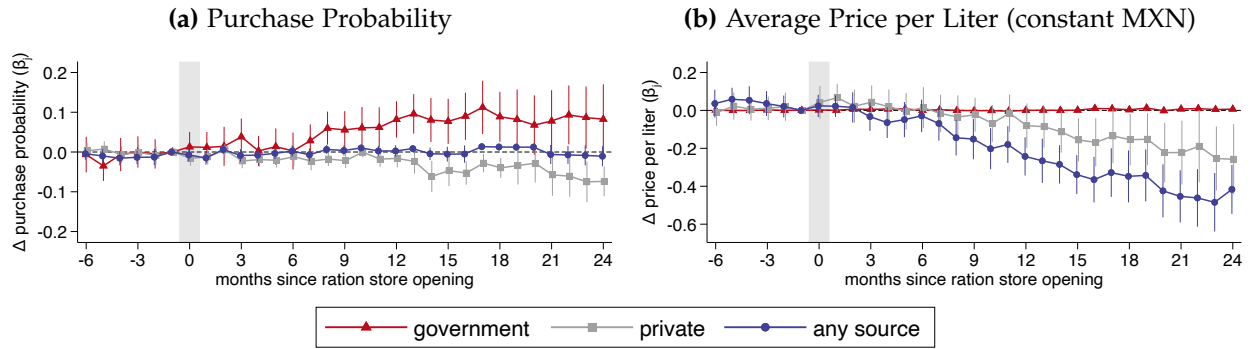 (a) Purchase Probability
(b) Average Price per Liter (constant MXN)
Δ purchase probability (βj)
0.2
0.1
0.0
-0.1
-0.2
-6 -3 0 3 6 9 12 15 18 21 24
months since ration store opening
Δ price per liter (βj)
0.2
0.0
-0.2
-0.4
-0.6
-6 -3 0 3 6 9 12 15 18 21 24
months since ration store opening
government private any source